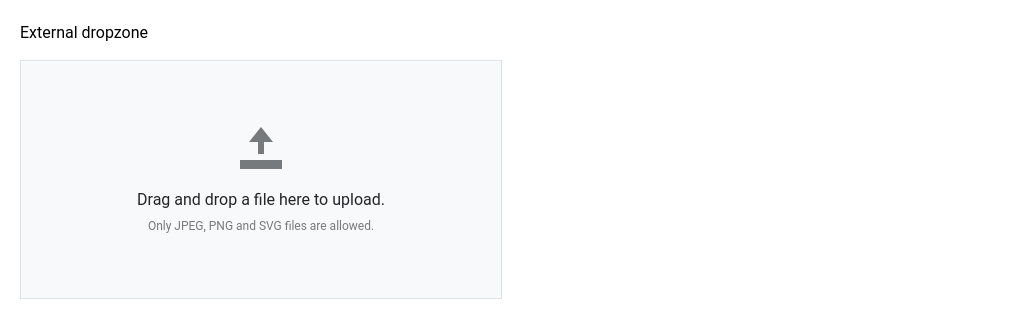 External dropzone
Drag and drop a file here to upload.
Only JPEG, PNG and SVG files are allowed.